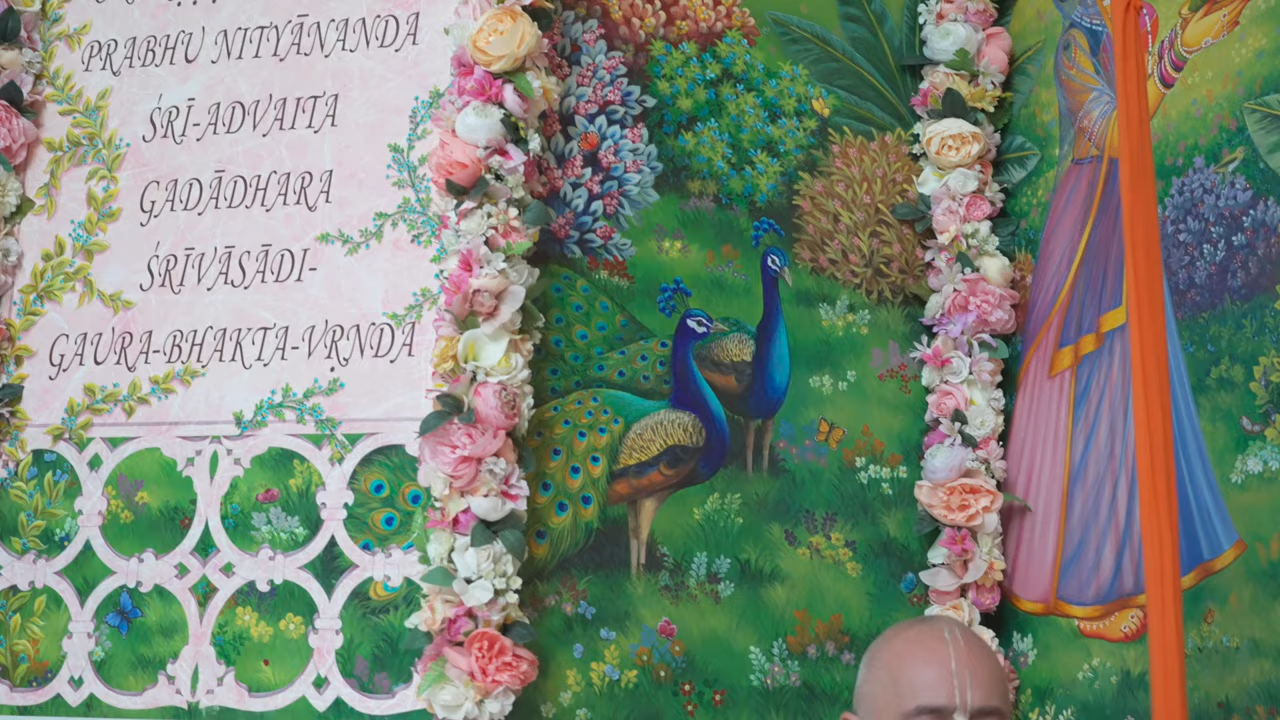 PRABHU NITYĀNANDA
ŚRĪ-ADVAITA
GADĀDHARA
ŚRĪVĀSĀDI-
GAURA-BHAKTA-VṚNDA